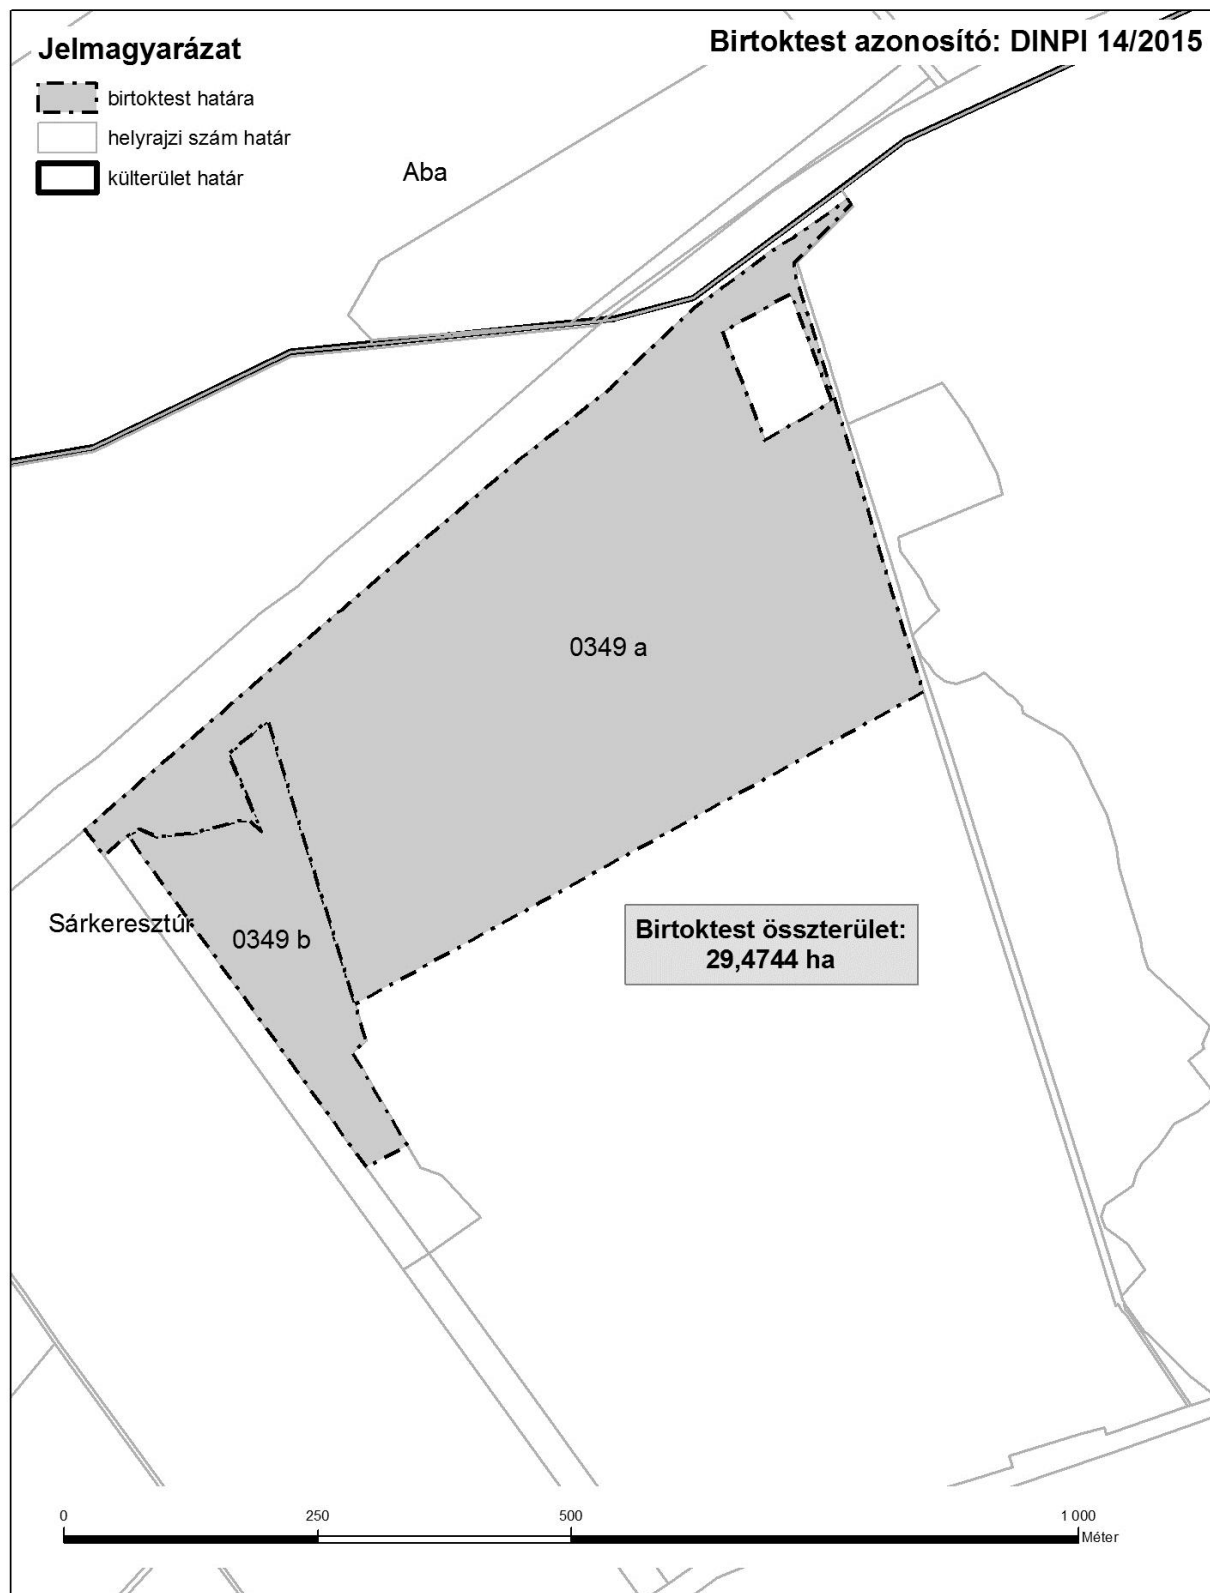 Jelmagyarázat
birtoktest határa
helyrajzi szám határ
külterület határ
Birtoktest azonosító: DINPI 14/2015
Aba
0349 a
Sárkeresztúr
0349 b
Birtoktest összterület:
29,4744 ha
0 250 500 1 000
Méter